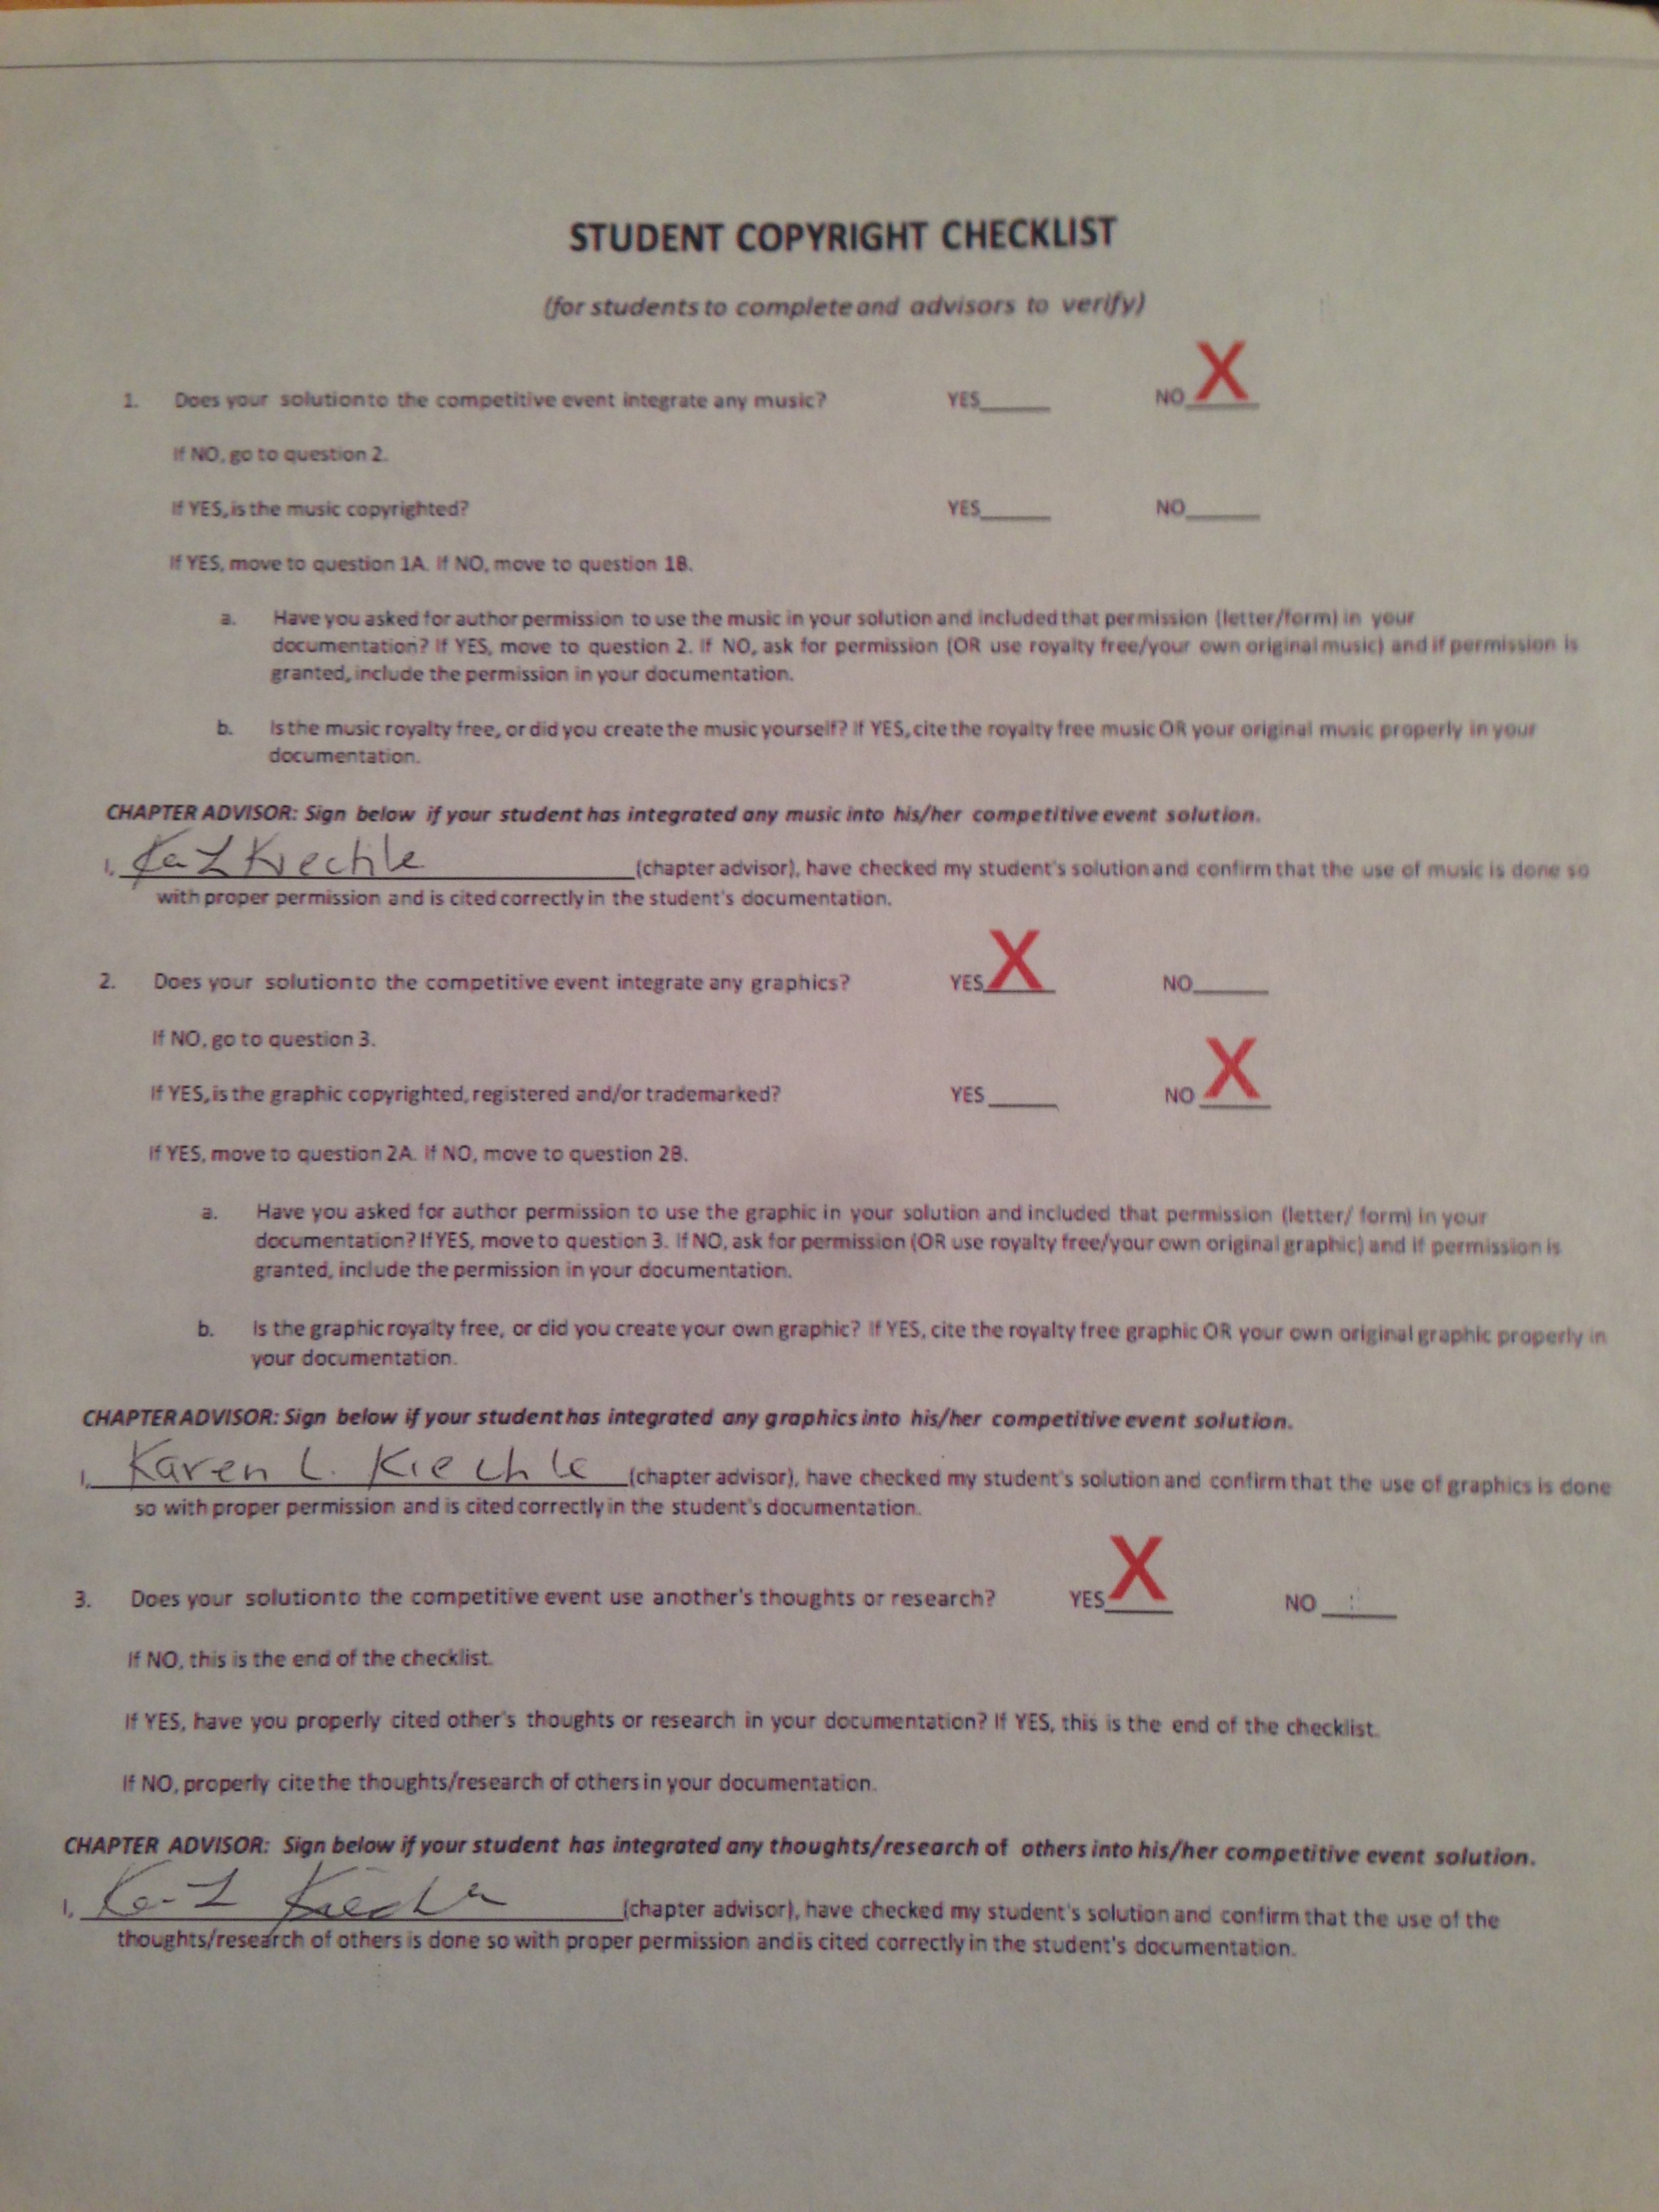 STUDENT COPYRIGHT CHECKLIST
(for students to complete and advisors to verify)
1. Does your solution to the competitive event integrate any music? YES_____ NO__X__
If NO, go to question 2.
If YES, is the music copyrighted? YES_____ NO_____
If YES, move to question 1A. If NO, move to question 1B.
a. Have you asked for author permission to use the music in your solution and included that permission (letter/form) in your
documentation? If YES, move to question 2. If NO, ask for permission (OR use royalty free/your own original music) and if permission is
granted, include the permission in your documentation.
b. Is the music royalty free, or did you create the music yourself? If YES, cite the royalty free music OR your original music properly in your
documentation.
CHAPTER ADVISOR: Sign below if your student has integrated any music into his/her competitive event solution.
I, L Kiechle (chapter advisor), have checked my student's solution and confirm that the use of music is done so
with proper permission and is cited correctly in the student's documentation.
2. Does your solution to the competitive event integrate any graphics? YES__X__ NO_____
If NO, go to question 3.
If YES, is the graphic copyrighted, registered and/or trademarked? YES _____ NO __X__
If YES, move to question 2A. If NO, move to question 2B.
a. Have you asked for author permission to use the graphic in your solution and included that permission (letter/ form) in your
documentation? If YES, move to question 3. If NO, ask for permission (OR use royalty free/your own original graphic) and if permission is
granted, include the permission in your documentation.
b. Is the graphic royalty free, or did you create your own graphic? If YES, cite the royalty free graphic OR your own original graphic properly in
your documentation.
CHAPTER ADVISOR: Sign below if your student has integrated any graphics into his/her competitive event solution.
I, Karen L. Kiechle (chapter advisor), have checked my student's solution and confirm that the use of graphics is done
so with proper permission and is cited correctly in the student's documentation.
3. Does your solution to the competitive event use another's thoughts or research? YES__X__ NO _____
If NO, this is the end of the checklist.
If YES, have you properly cited other's thoughts or research in your documentation? If YES, this is the end of the checklist.
If NO, properly cite the thoughts/research of others in your documentation.
CHAPTER ADVISOR: Sign below if your student has integrated any thoughts/research of others into his/her competitive event solution.
I, (chapter advisor), have checked my student's solution and confirm that the use of the
thoughts/research of others is done so with proper permission and is cited correctly in the student's documentation.